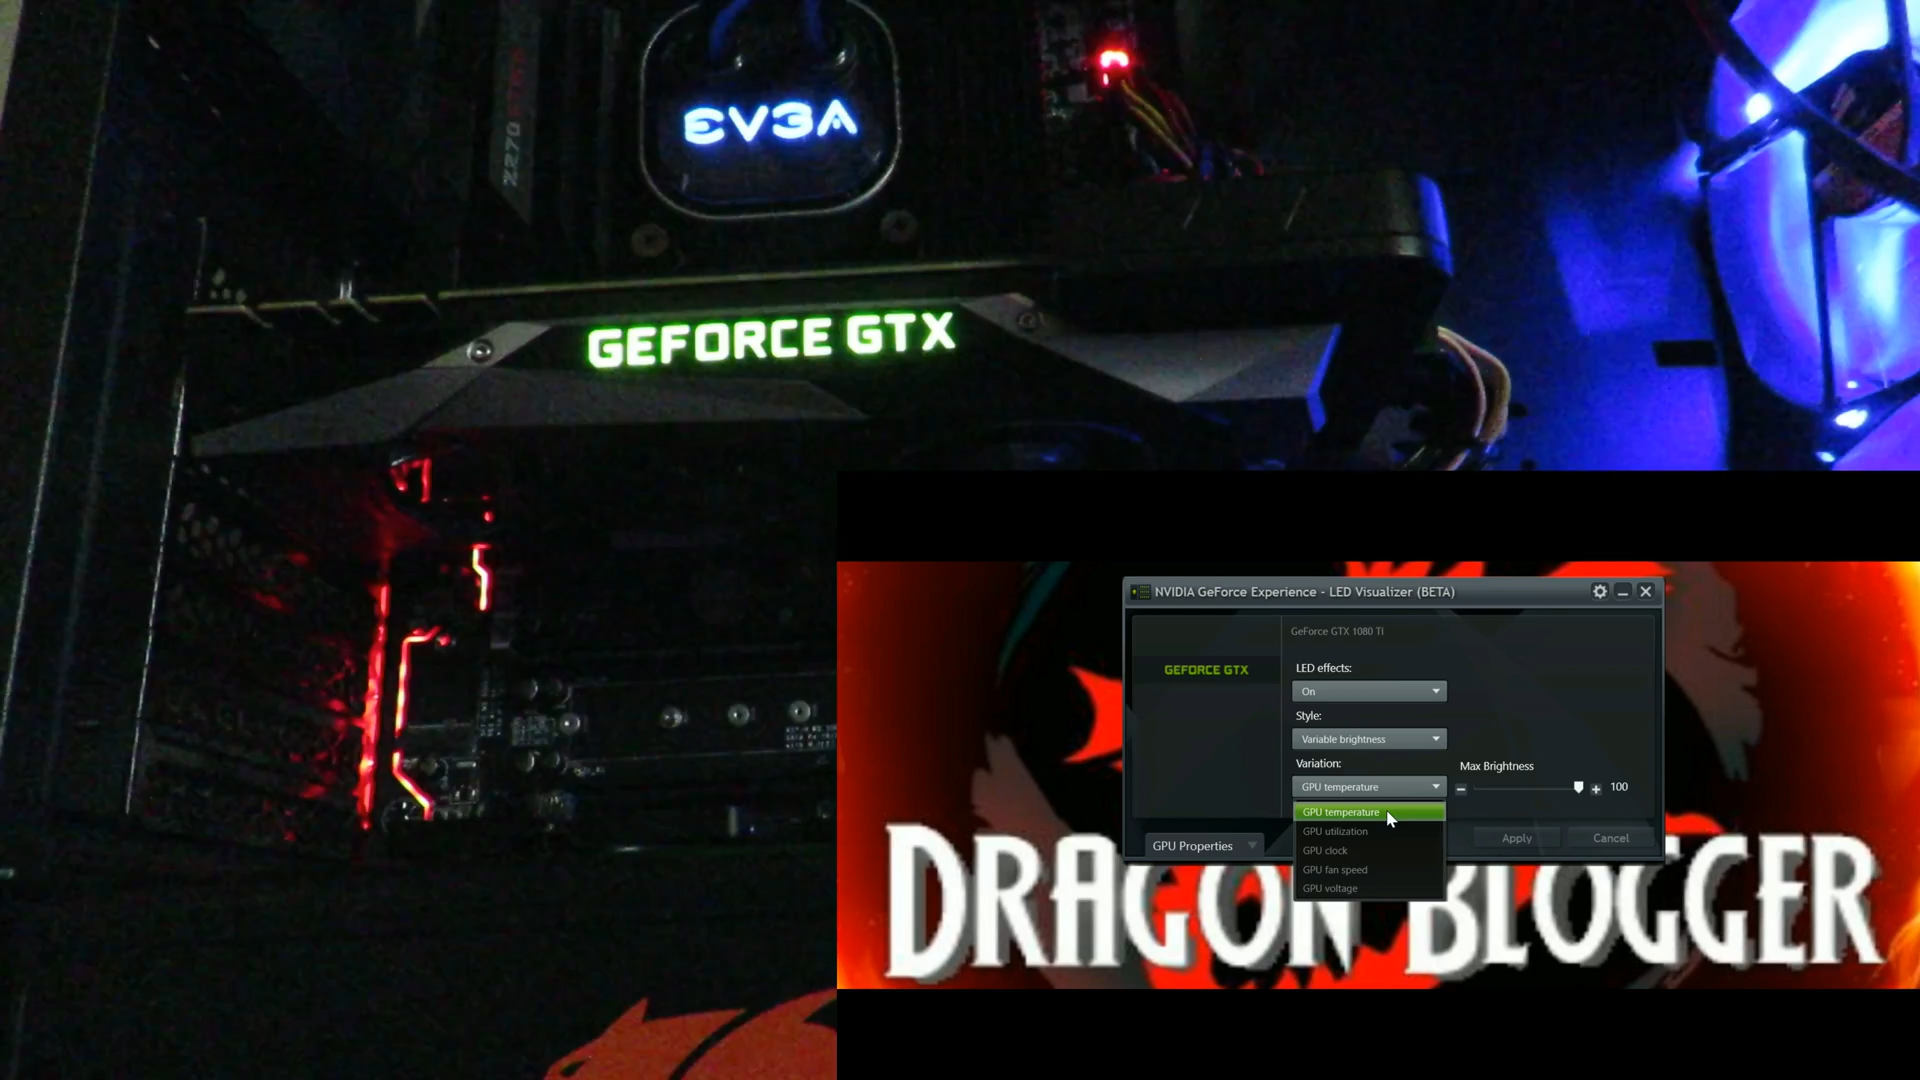 EVGA
Z270
GEFORCE GTX
NVIDIA GeForce Experience - LED Visualizer (BETA)
GeForce GTX 1080 Ti
GEFORCE GTX
LED effects:
On
Style:
Variable brightness
Variation:
Max Brightness
GPU temperature
100
GPU temperature
GPU utilization
GPU clock
GPU fan speed
GPU voltage
GPU Properties
Apply
Cancel
DRAGON BLOGGER